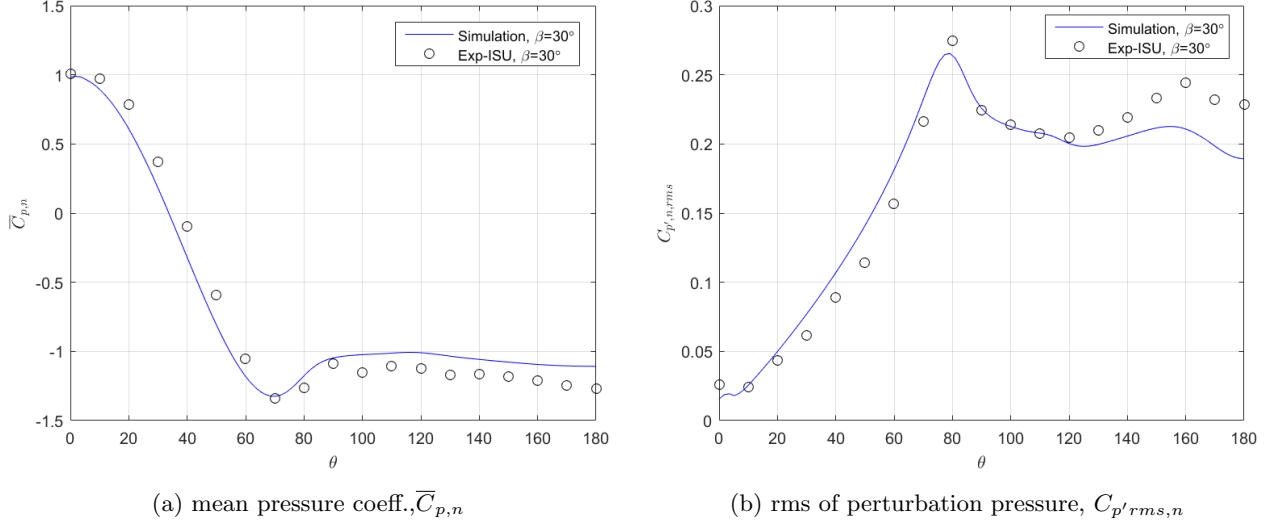 1.5
1
0.5
0
-0.5
-1
-1.5
0 20 40 60 80 100 120 140 160 180
θ
C̅p,n
Simulation, β=30°
Exp-ISU, β=30°
(a) mean pressure coeff.,C̅p,n
0.3
0.25
0.2
0.15
0.1
0.05
0
0 20 40 60 80 100 120 140 160 180
θ
Cp′,n,rms
Simulation, β=30°
Exp-ISU, β=30°
(b) rms of perturbation pressure, Cp′rms,n